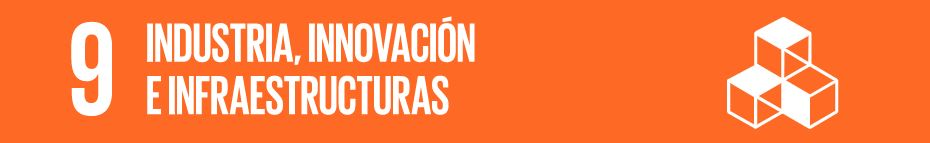 9
INDUSTRIA, INNOVACIÓN
E INFRAESTRUCTURAS